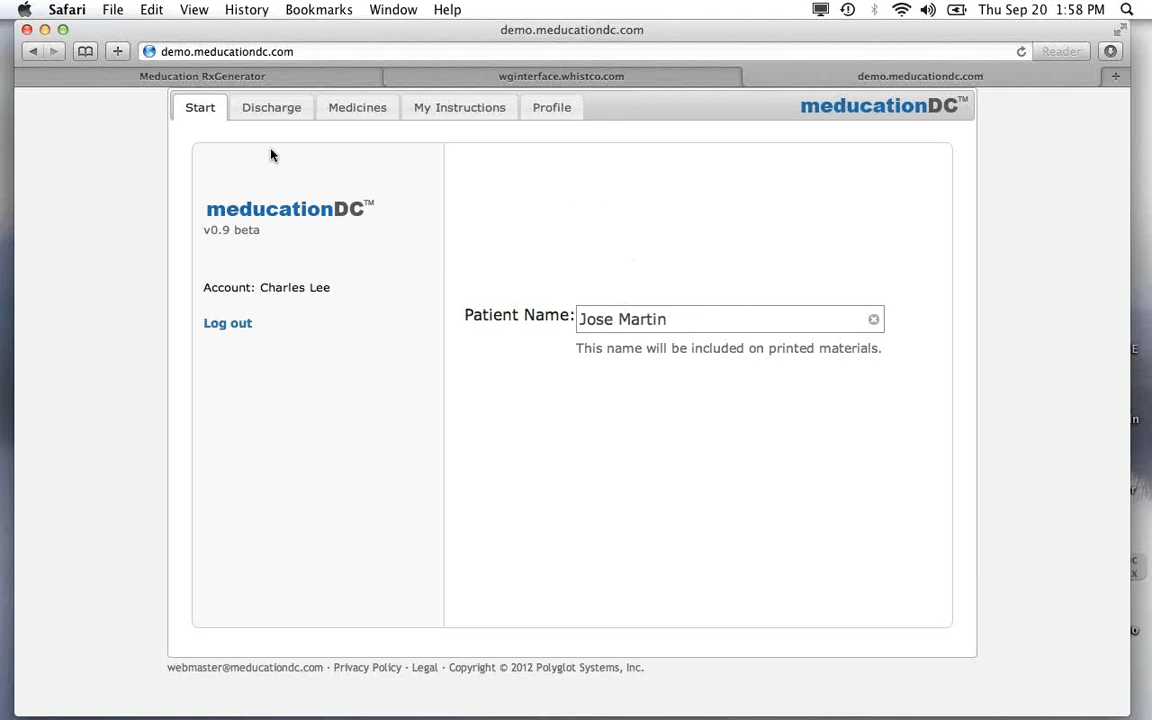 Safari File Edit View History Bookmarks Window Help Thu Sep 20 1:58 PM
demo.meducationdc.com
demo.meducationdc.com Reader
Meducation RxGenerator wginterface.whistco.com demo.meducationdc.com
Start Discharge Medicines My Instructions Profile meducationDC™
meducationDC™
v0.9 beta
Account: Charles Lee
Log out
Patient Name: Jose Martin
This name will be included on printed materials.
webmaster@meducationdc.com · Privacy Policy · Legal · Copyright © 2012 Polyglot Systems, Inc.